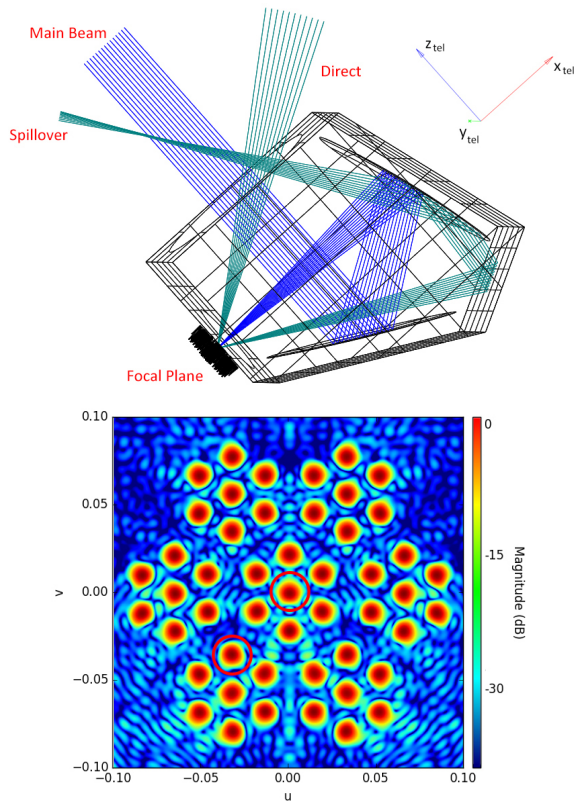 Main Beam
Direct
Spillover
z tel
x tel
y tel
Focal Plane
0.10
0.05
0.00
−0.05
−0.10
v
−0.10
−0.05
0.00
0.05
0.10
u
0
-15
-30
Magnitude (dB)